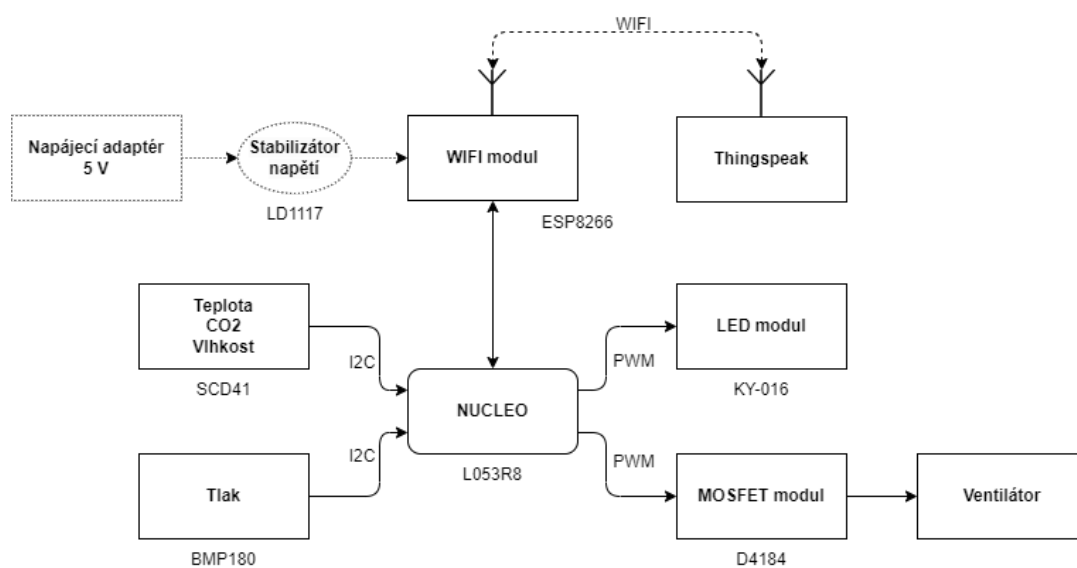 WIFI
Napájecí adaptér
5 V
Stabilizátor
napětí
WIFI modul
Thingspeak
LD1117
ESP8266
Teplota
CO2
Vlhkost
LED modul
I2C
PWM
SCD41
KY-016
NUCLEO
I2C
PWM
L053R8
Tlak
MOSFET modul
Ventilátor
BMP180
D4184